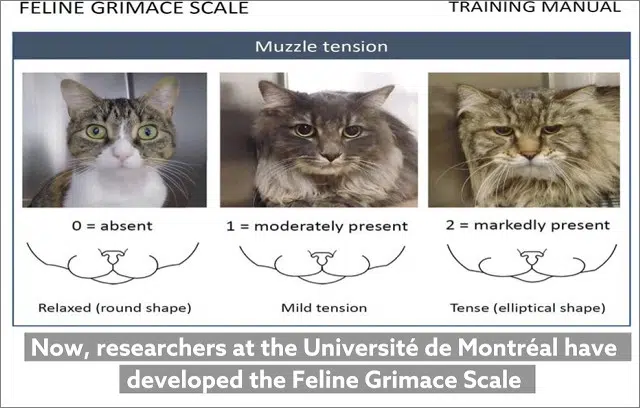 FELINE GRIMACE SCALE
TRAINING MANUAL
Muzzle tension
0 = absent
1 = moderately present
2 = markedly present
Relaxed (round shape)
Mild tension
Tense (elliptical shape)
Now, researchers at the Université de Montréal have
developed the Feline Grimace Scale